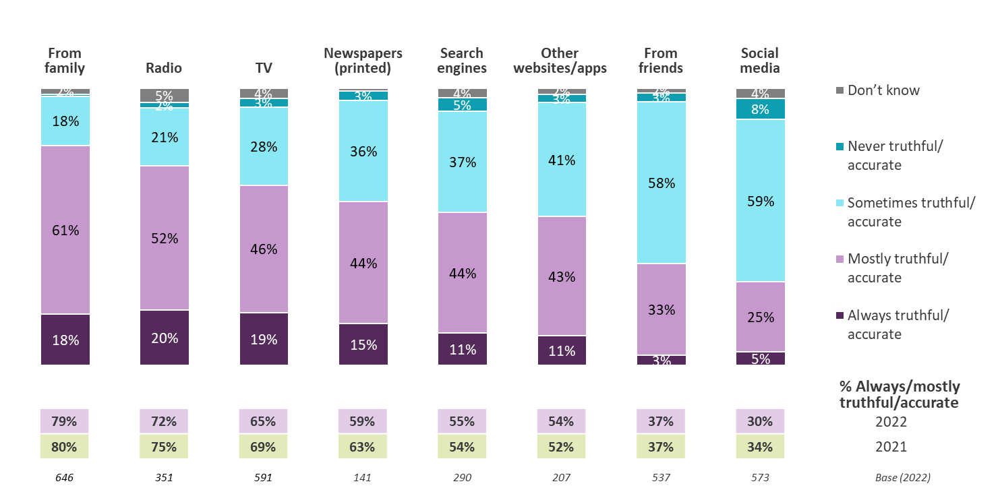 From family
Radio
TV
Newspapers (printed)
Search engines
Other websites/apps
From friends
Social media
2%
5%
4%
4%
2%
2%
4%
2%
3%
3%
5%
3%
3%
8%
18%
21%
28%
36%
37%
41%
58%
59%
61%
52%
46%
44%
44%
43%
33%
25%
18%
20%
19%
15%
11%
11%
3%
5%
Don’t know
Never truthful/
accurate
Sometimes truthful/
accurate
Mostly truthful/
accurate
Always truthful/
accurate
% Always/mostly
truthful/accurate
79% 72% 65% 59% 55% 54% 37% 30% 2022
80% 75% 69% 63% 54% 52% 37% 34% 2021
646 351 591 141 290 207 537 573 Base (2022)